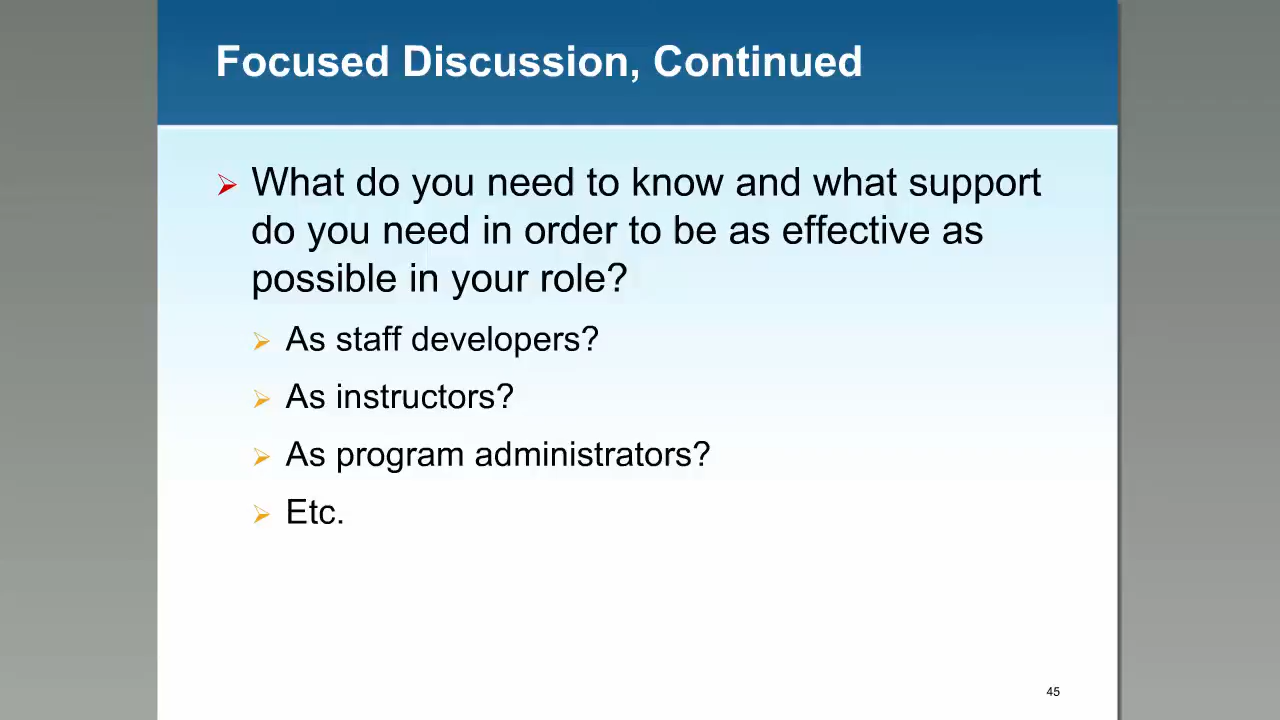 Focused Discussion, Continued
What do you need to know and what support
do you need in order to be as effective as
possible in your role?
As staff developers?
As instructors?
As program administrators?
Etc.
45